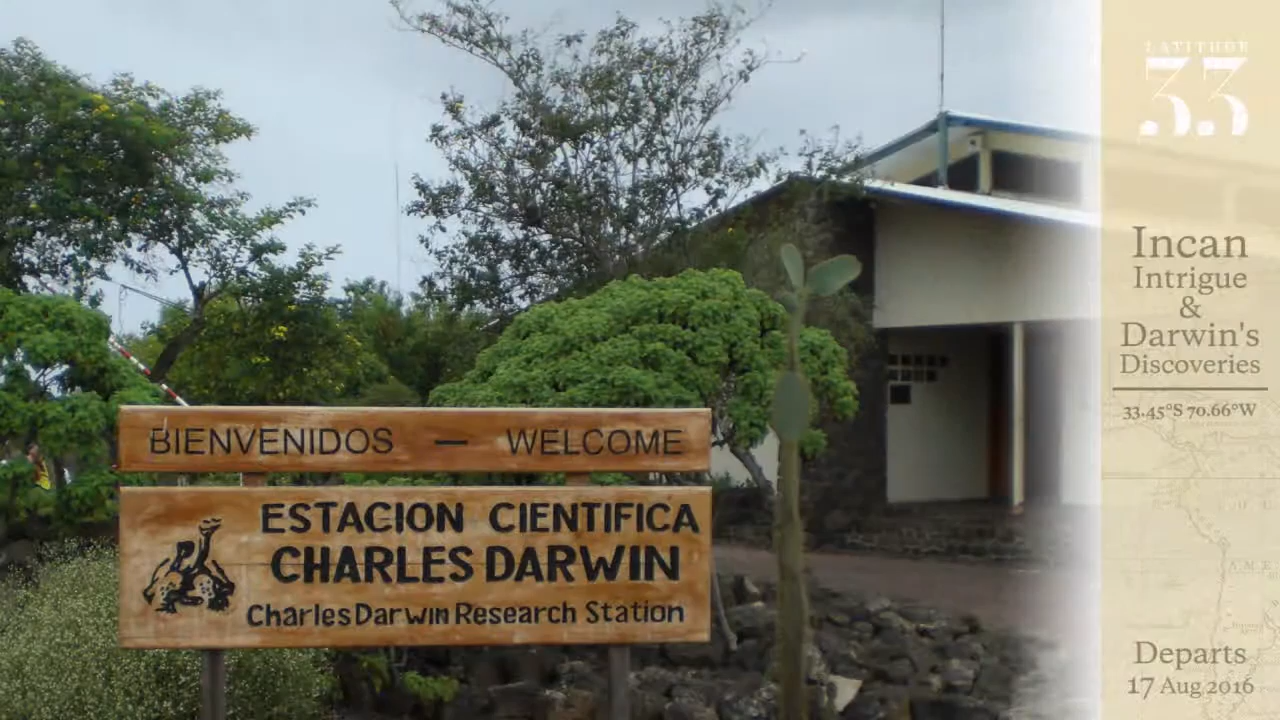 BIENVENIDOS — WELCOME
ESTACION CIENTIFICA
CHARLES DARWIN
Charles Darwin Research Station
LATITUDE
33
Incan
Intrigue
&
Darwin's
Discoveries
33.45°S 70.66°W
Departs
17 Aug 2016